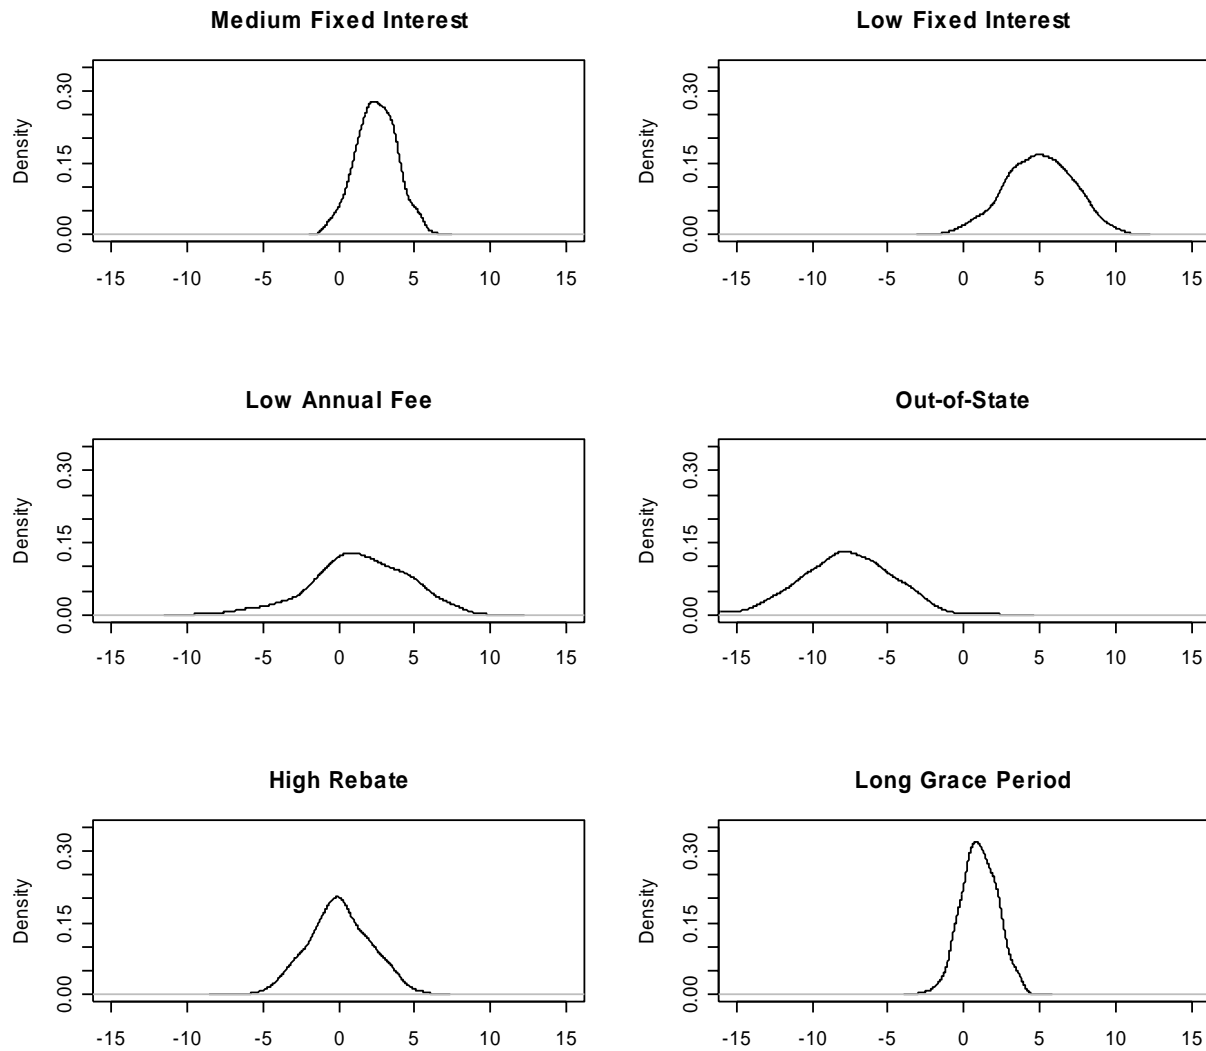 Medium Fixed Interest
Low Fixed Interest
Density
0.00 0.15 0.30
-15 -10 -5 0 5 10 15
Density
0.00 0.15 0.30
-15 -10 -5 0 5 10 15
Low Annual Fee
Out-of-State
Density
0.00 0.15 0.30
-15 -10 -5 0 5 10 15
Density
0.00 0.15 0.30
-15 -10 -5 0 5 10 15
High Rebate
Long Grace Period
Density
0.00 0.15 0.30
-15 -10 -5 0 5 10 15
Density
0.00 0.15 0.30
-15 -10 -5 0 5 10 15